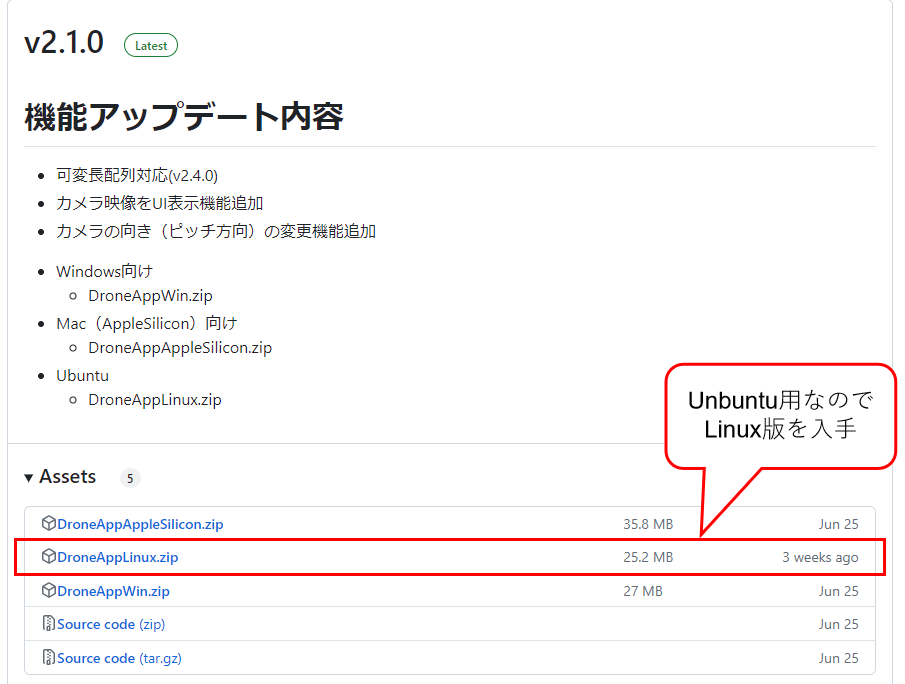 v2.1.0 Latest
機能アップデート内容
可変長配列対応(v2.4.0)
カメラ映像をUI表示機能追加
カメラの向き（ピッチ方向）の変更機能追加
Windows向け
DroneAppWin.zip
Mac（AppleSilicon）向け
DroneAppAppleSilicon.zip
Ubuntu
DroneAppLinux.zip
Unbuntu用なので
Linux版を入手
Assets 5
DroneAppAppleSilicon.zip 35.8 MB Jun 25
DroneAppLinux.zip 25.2 MB 3 weeks ago
DroneAppWin.zip 27 MB Jun 25
Source code (zip) Jun 25
Source code (tar.gz) Jun 25